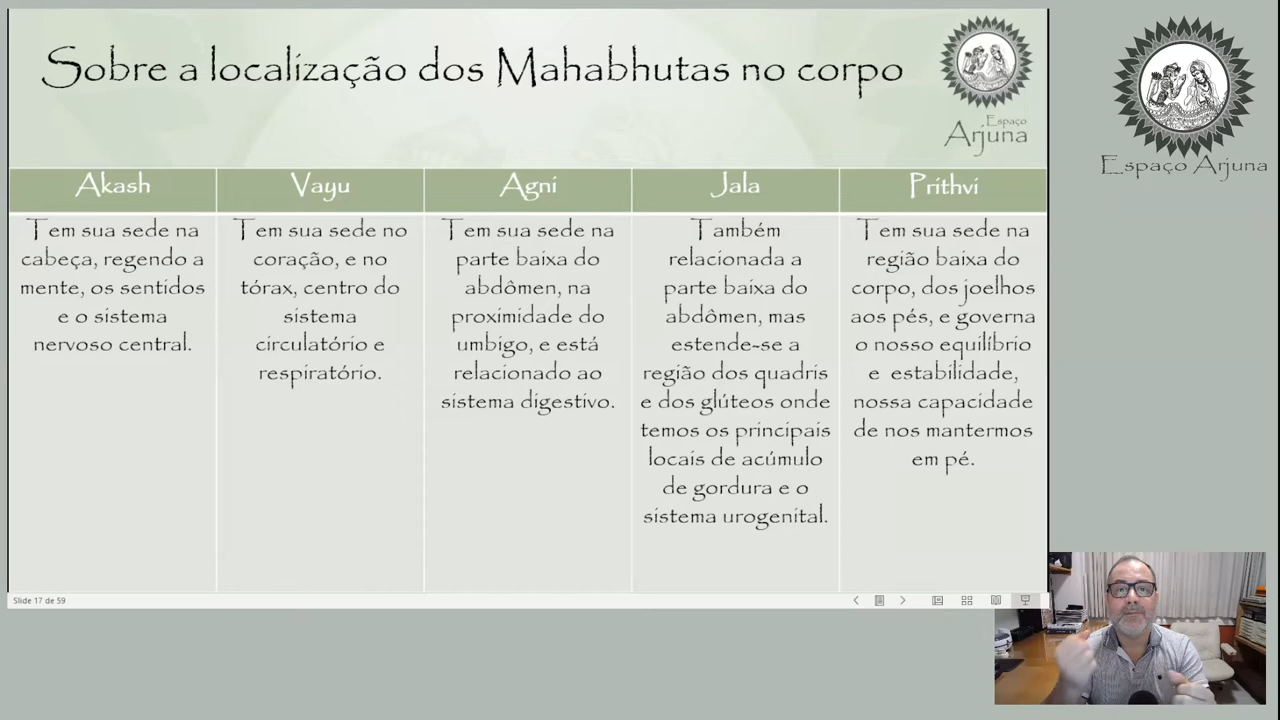 Sobre a localização dos Mahabhutas no corpo
Espaço
Arjuna
Espaço Arjuna
Akash
Tem sua sede na
cabeça, regendo a
mente, os sentidos
e o sistema
nervoso central.
Vayu
Tem sua sede no
coração, e no
tórax, centro do
sistema
circulatório e
respiratório.
Agni
Tem sua sede na
parte baixa do
abdômen, na
proximidade do
umbigo, e está
relacionado ao
sistema digestivo.
Jala
Também
relacionada a
parte baixa do
abdômen, mas
estende-se a
região dos quadris
e dos glúteos onde
temos os principais
locais de acúmulo
de gordura e o
sistema urogenital.
Prithvi
Tem sua sede na
região baixa do
corpo, dos joelhos
aos pés, e governa
o nosso equilíbrio
e estabilidade,
nossa capacidade
de nos mantermos
em pé.
Slide 17 de 59